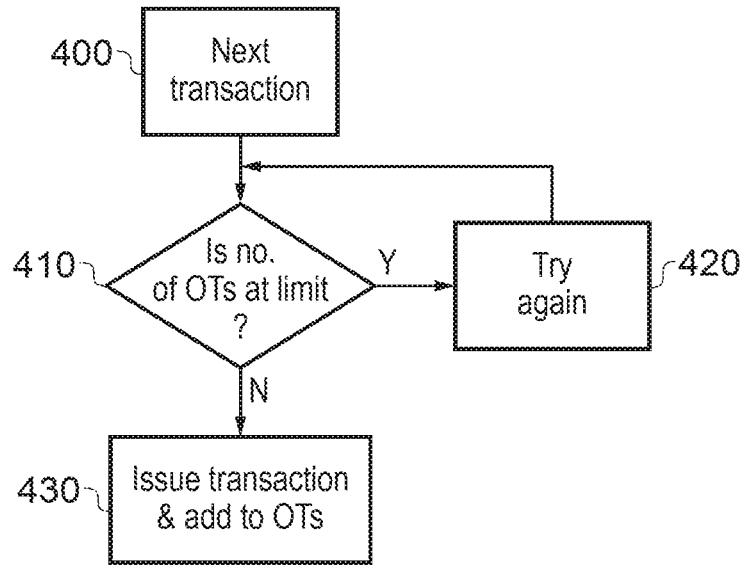 400
Next
transaction
410
Is no.
of OTs at limit
?
Y
Try
again
420
N
430
Issue transaction
& add to OTs